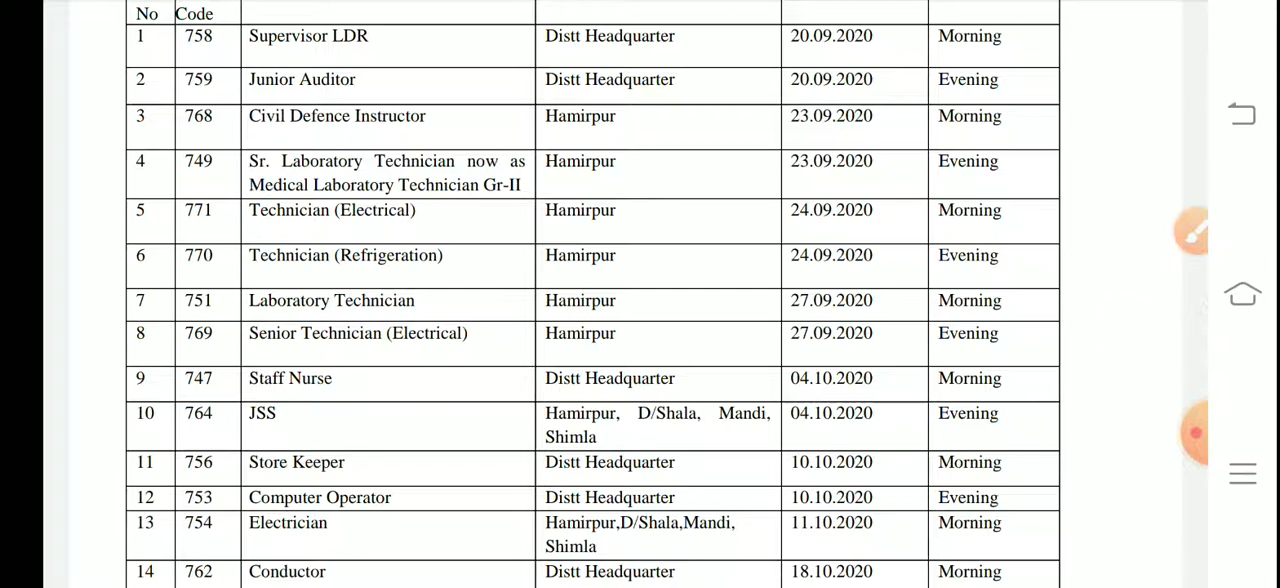 No Code
1 758 Supervisor LDR Distt Headquarter 20.09.2020 Morning
2 759 Junior Auditor Distt Headquarter 20.09.2020 Evening
3 768 Civil Defence Instructor Hamirpur 23.09.2020 Morning
4 749 Sr. Laboratory Technician now as Hamirpur 23.09.2020 Evening
Medical Laboratory Technician Gr-II
5 771 Technician (Electrical) Hamirpur 24.09.2020 Morning
6 770 Technician (Refrigeration) Hamirpur 24.09.2020 Evening
7 751 Laboratory Technician Hamirpur 27.09.2020 Morning
8 769 Senior Technician (Electrical) Hamirpur 27.09.2020 Evening
9 747 Staff Nurse Distt Headquarter 04.10.2020 Morning
10 764 JSS Hamirpur, D/Shala, Mandi, 04.10.2020 Evening
Shimla
11 756 Store Keeper Distt Headquarter 10.10.2020 Morning
12 753 Computer Operator Distt Headquarter 10.10.2020 Evening
13 754 Electrician Hamirpur,D/Shala,Mandi, 11.10.2020 Morning
Shimla
14 762 Conductor Distt Headquarter 18.10.2020 Morning